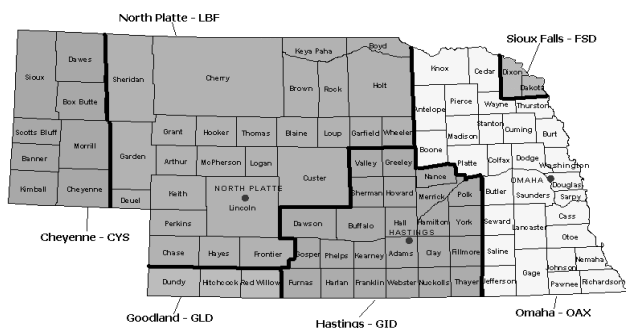 North Platte - LBF
Sioux Falls - FSD
Boyd
Keya Paha
Knox
Cedar
Dixon
Dakota
Dawes
Sioux
Sheridan
Cherry
Brown
Rock
Holt
Box Butte
Antelope
Pierce
Wayne
Thurston
Stanton
Cuming
Burt
Madison
Scotts Bluff
Morrill
Garden
Grant
Hooker
Thomas
Blaine
Loup
Garfield
Wheeler
Boone
Platte
Colfax
Dodge
Washington
Banner
Arthur
McPherson
Logan
Custer
Valley
Greeley
Nance
Kimball
Cheyenne
Deuel
Keith
NORTH PLATTE
Lincoln
Sherman
Howard
Merrick
Polk
Butler
Saunders
OMAHA
Douglas
Sarpy
Perkins
Dawson
Buffalo
Hall
Hamilton
York
Seward
Lancaster
Cass
Otoe
HASTINGS
Cheyenne - CYS
Chase
Hayes
Frontier
Gosper
Phelps
Kearney
Adams
Clay
Fillmore
Saline
Gage
Johnson
Nemaha
Dundy
Hitchcock
Red Willow
Furnas
Harlan
Franklin
Webster
Nuckolls
Thayer
Jefferson
Pawnee
Richardson
Goodland - GLD
Hastings - GID
Omaha - OAX